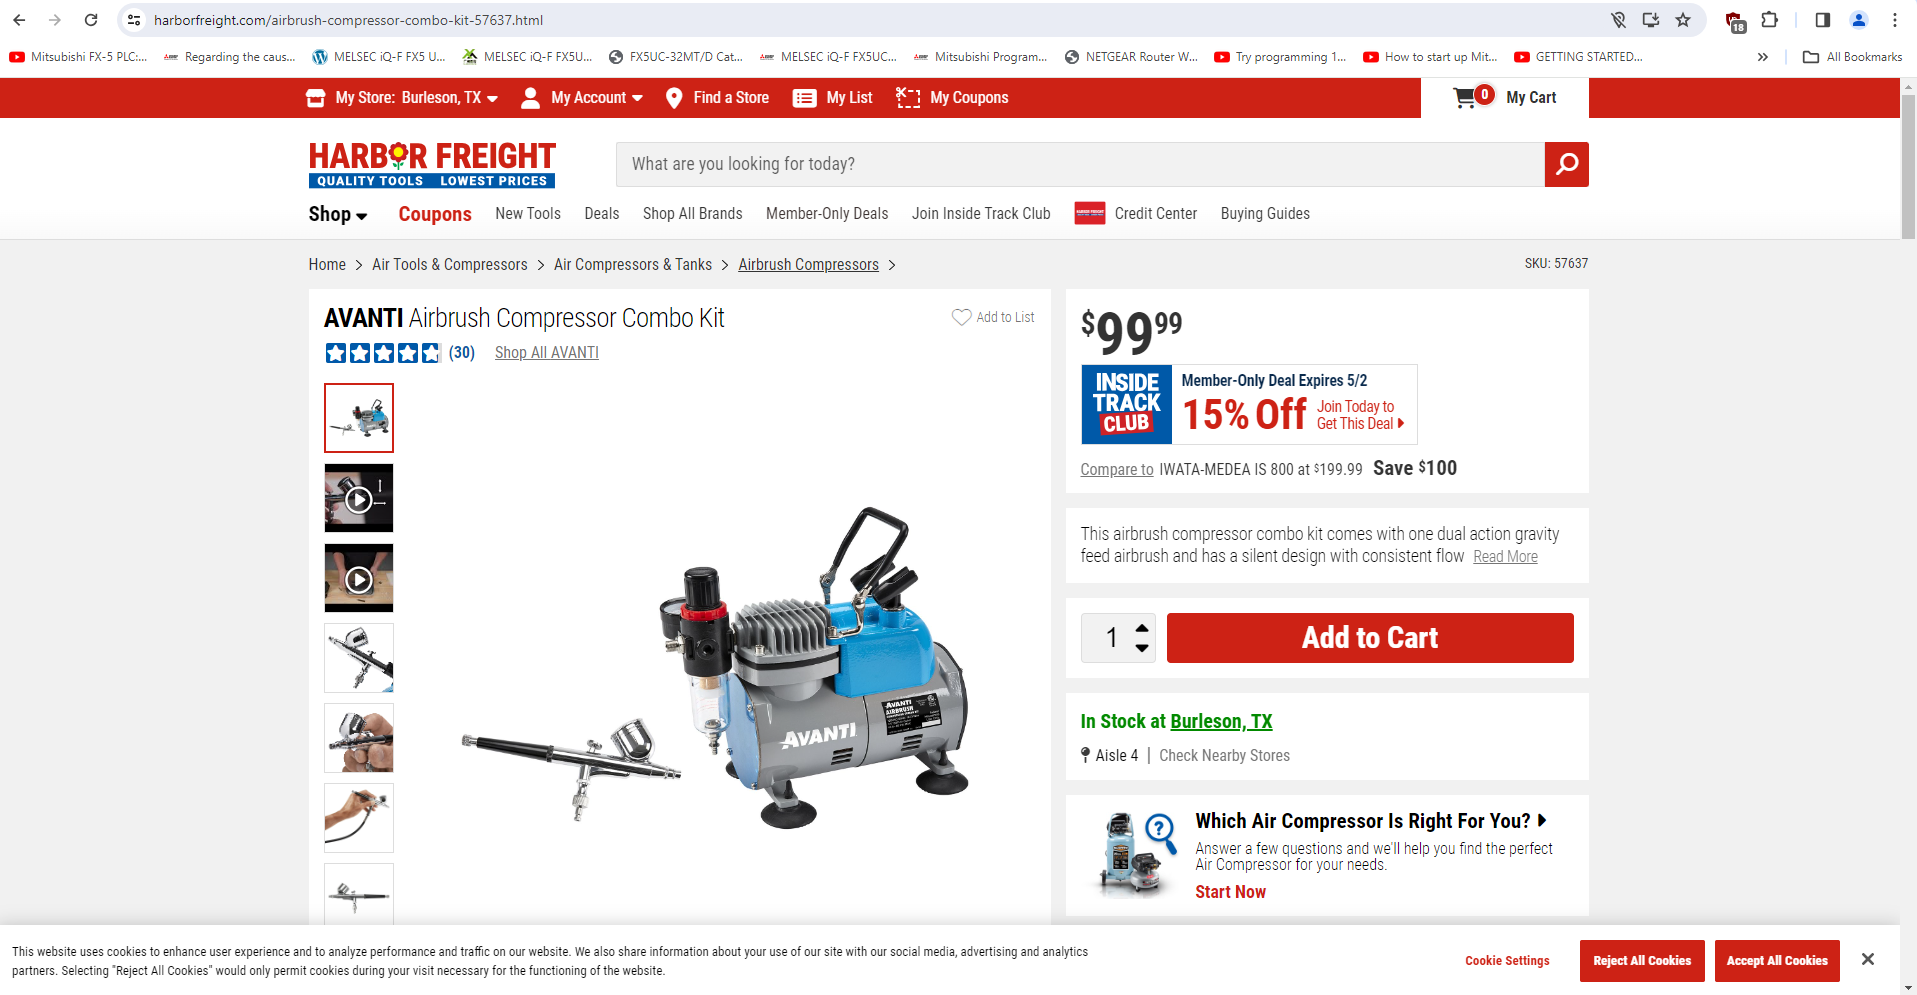 harborfreight.com/airbrush-compressor-combo-kit-57637.html
18
Mitsubishi FX-5 PLC:...
Regarding the caus...
MELSEC iQ-F FX5 U...
MELSEC iQ-F FX5U...
FX5UC-32MT/D Cat...
MELSEC iQ-F FX5UC...
Mitsubishi Program...
NETGEAR Router W...
Try programming 1...
How to start up Mit...
GETTING STARTED...
All Bookmarks
My Store: Burleson, TX
My Account
Find a Store
My List
My Coupons
0
My Cart
HARBOR FREIGHT
QUALITY TOOLS LOWEST PRICES
What are you looking for today?
Shop
Coupons
New Tools
Deals
Shop All Brands
Member-Only Deals
Join Inside Track Club
Credit Center
Buying Guides
Home > Air Tools & Compressors > Air Compressors & Tanks > Airbrush Compressors >
SKU: 57637
AVANTI Airbrush Compressor Combo Kit
Add to List
(30)
Shop All AVANTI
$99 99
INSIDE
TRACK
CLUB
Member-Only Deal Expires 5/2
15% Off
Join Today to
Get This Deal
Compare to IWATA-MEDEA IS 800 at $199.99 Save $100
This airbrush compressor combo kit comes with one dual action gravity
feed airbrush and has a silent design with consistent flow Read More
1
Add to Cart
In Stock at Burleson, TX
Aisle 4 | Check Nearby Stores
AVANTI
AVANTI
AIRBRUSH
Which Air Compressor Is Right For You?
Answer a few questions and we'll help you find the perfect
Air Compressor for your needs.
Start Now
This website uses cookies to enhance user experience and to analyze performance and traffic on our website. We also share information about your use of our site with our social media, advertising and analytics
partners. Selecting "Reject All Cookies" would only permit cookies during your visit necessary for the functioning of the website.
Cookie Settings
Reject All Cookies
Accept All Cookies